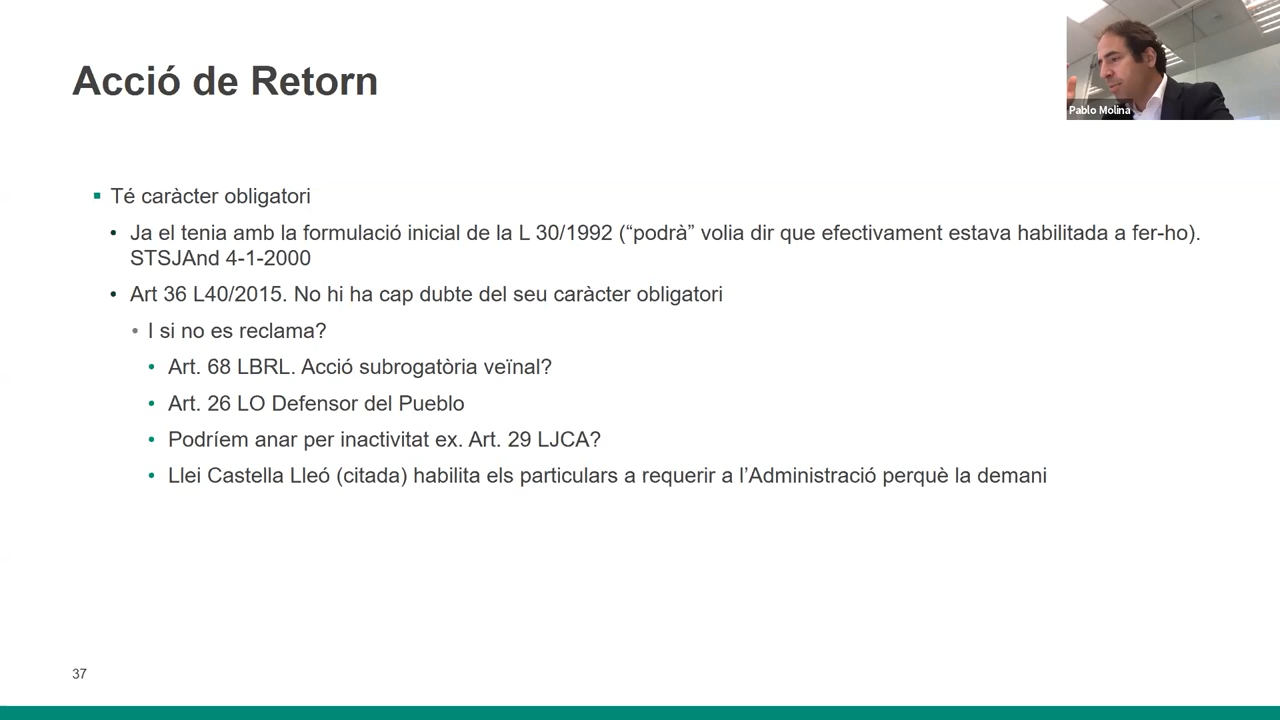 Acció de Retorn
Pablo Molina
▪ Té caràcter obligatori
• Ja el tenia amb la formulació inicial de la L 30/1992 (“podrà” volia dir que efectivament estava habilitada a fer-ho).
STSJAnd 4-1-2000
• Art 36 L40/2015. No hi ha cap dubte del seu caràcter obligatori
• I si no es reclama?
• Art. 68 LBRL. Acció subrogatòria veïnal?
• Art. 26 LO Defensor del Pueblo
• Podríem anar per inactivitat ex. Art. 29 LJCA?
• Llei Castella Lleó (citada) habilita els particulars a requerir a l’Administració perquè la demani
37